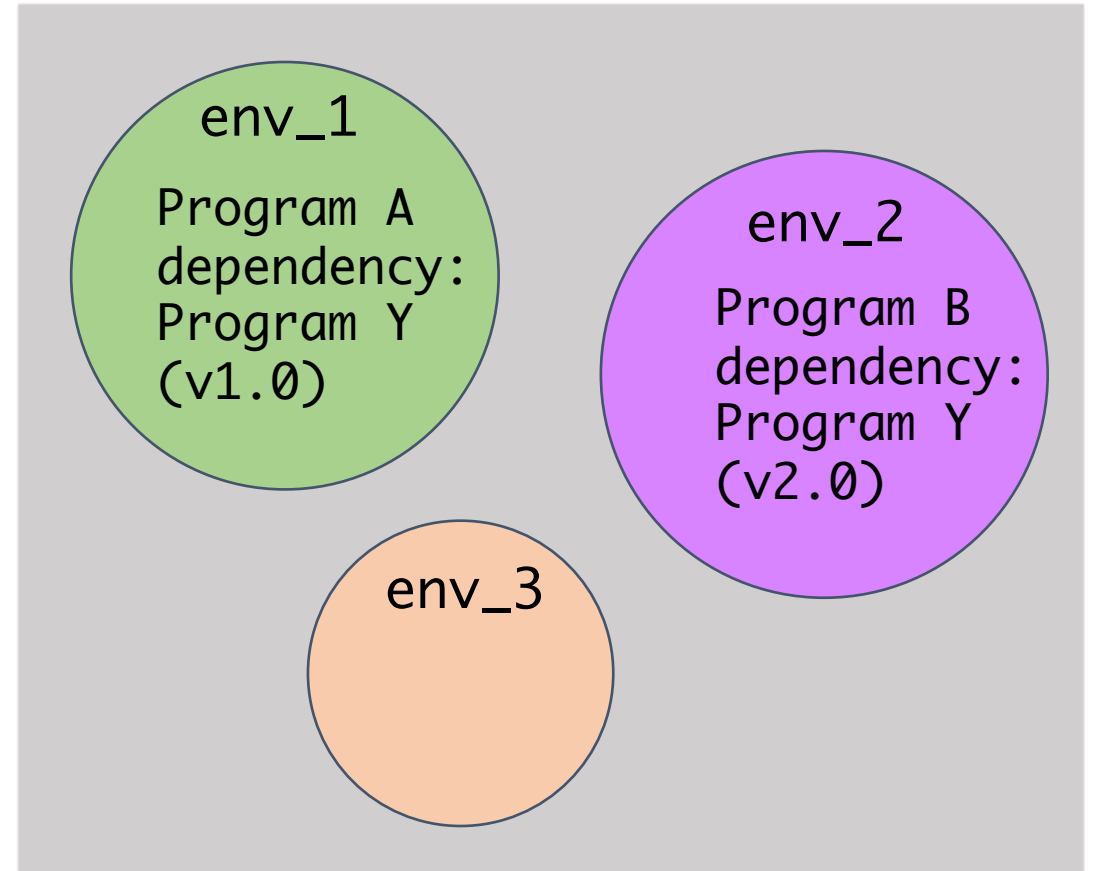 env_1
Program A
dependency:
Program Y
(v1.0)
env_2
Program B
dependency:
Program Y
(v2.0)
env_3